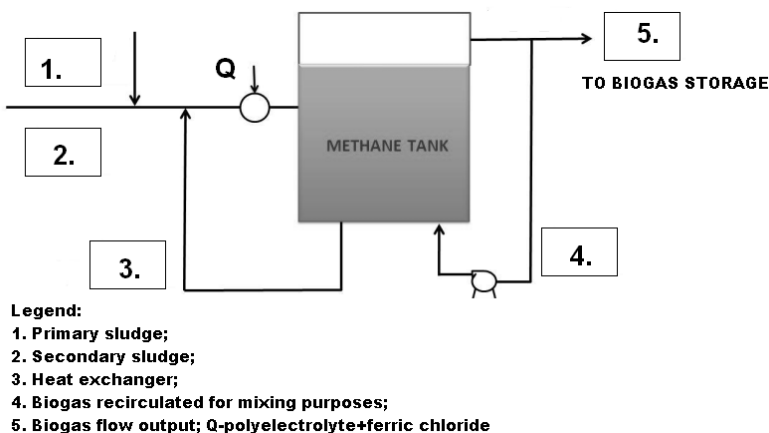 1.
Q
5.
TO BIOGAS STORAGE
2.
METHANE TANK
3.
4.
Legend:
1. Primary sludge;
2. Secondary sludge;
3. Heat exchanger;
4. Biogas recirculated for mixing purposes;
5. Biogas flow output; Q-polyelectrolyte+ferric chloride